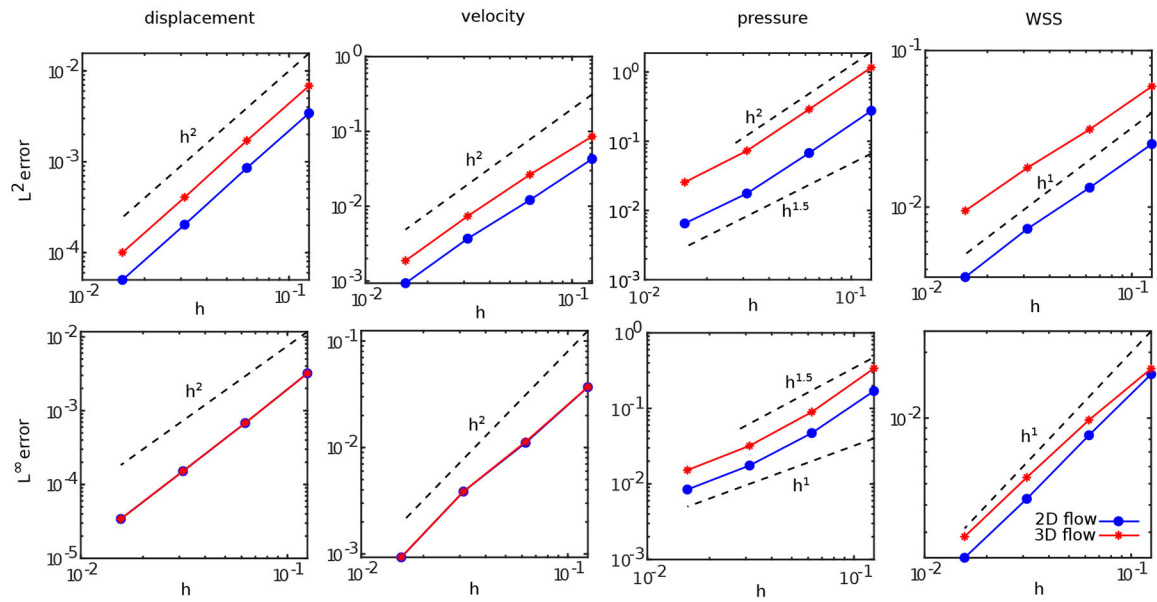 displacement
velocity
pressure
WSS
L² error
10⁻²
10⁻³
10⁻⁴
h²
10⁻²
10⁻¹
h
10⁰
10⁻¹
10⁻²
10⁻³
h²
10⁻²
10⁻¹
h
10⁰
10⁻¹
10⁻²
10⁻³
h²
h¹·⁵
10⁻²
10⁻¹
h
10⁻¹
10⁻²
h¹
10⁻²
10⁻¹
h
L∞ error
10⁻²
10⁻³
10⁻⁴
10⁻⁵
h²
10⁻²
10⁻¹
h
10⁻¹
10⁻²
10⁻³
h²
10⁻²
10⁻¹
h
10⁰
10⁻¹
10⁻²
10⁻³
h¹·⁵
h¹
10⁻²
10⁻¹
h
10⁻²
h¹
2D flow
3D flow
10⁻²
10⁻¹
h